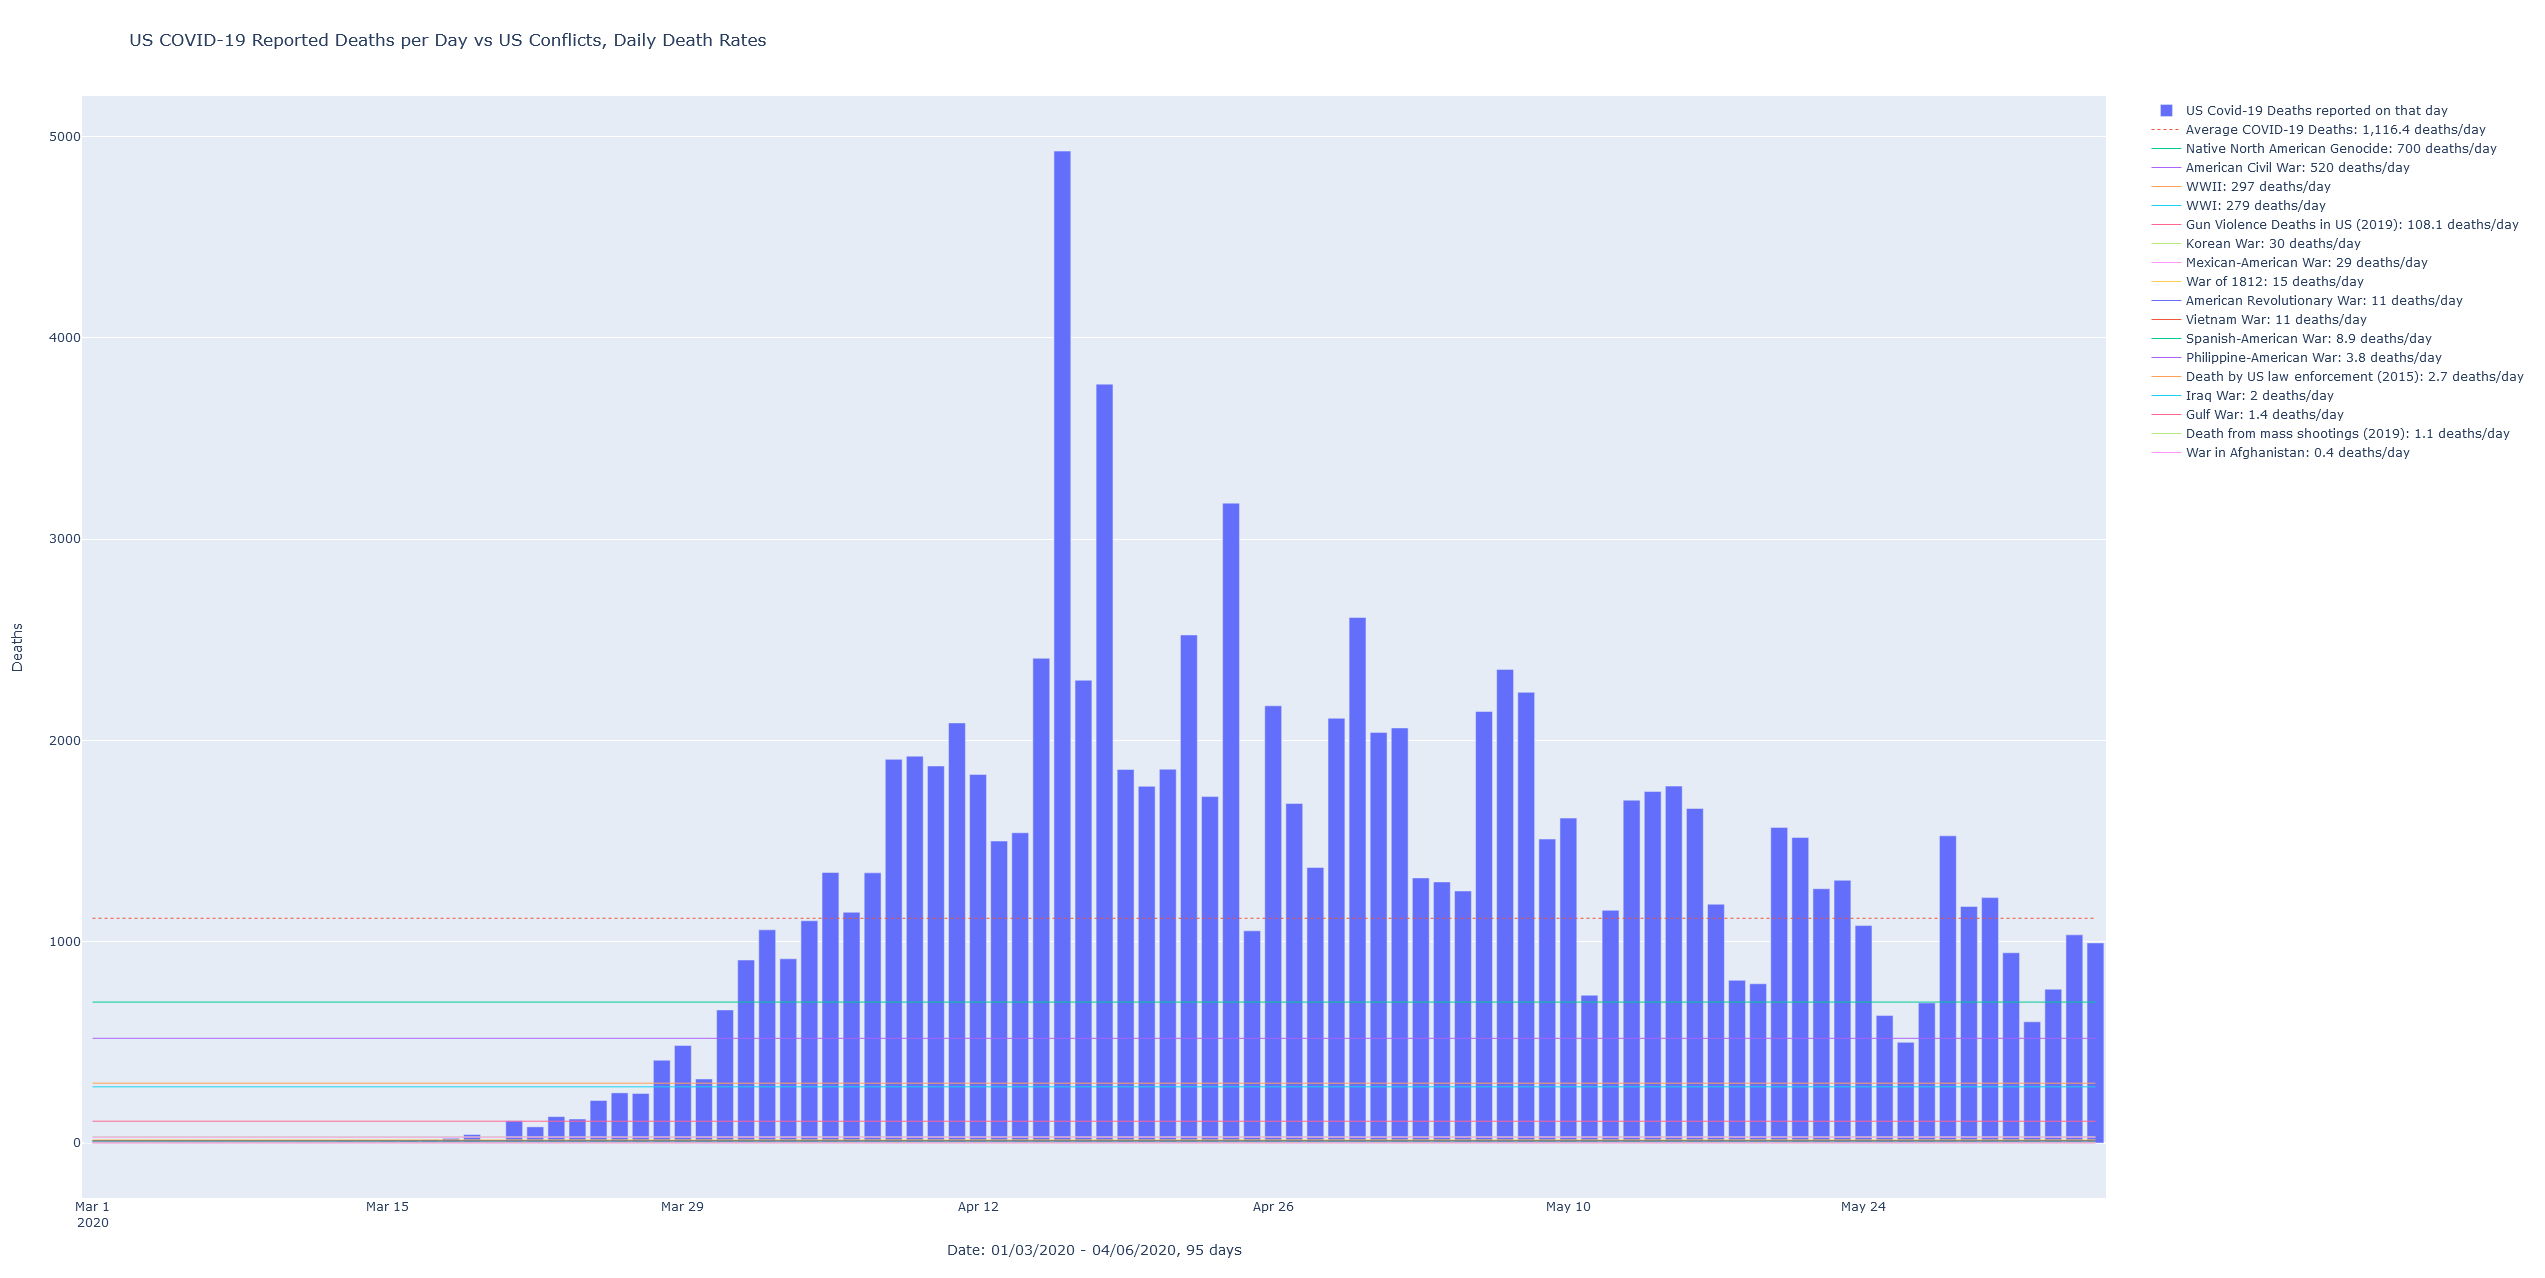 US COVID-19 Reported Deaths per Day vs US Conflicts, Daily Death Rates
US Covid-19 Deaths reported on that day
Average COVID-19 Deaths: 1,116.4 deaths/day
Native North American Genocide: 700 deaths/day
American Civil War: 520 deaths/day
WWII: 297 deaths/day
WWI: 279 deaths/day
Gun Violence Deaths in US (2019): 108.1 deaths/day
Korean War: 30 deaths/day
Mexican-American War: 29 deaths/day
War of 1812: 15 deaths/day
American Revolutionary War: 11 deaths/day
Vietnam War: 11 deaths/day
Spanish-American War: 8.9 deaths/day
Philippine-American War: 3.8 deaths/day
Death by US law enforcement (2015): 2.7 deaths/day
Iraq War: 2 deaths/day
Gulf War: 1.4 deaths/day
Death from mass shootings (2019): 1.1 deaths/day
War in Afghanistan: 0.4 deaths/day
5000
4000
3000
2000
1000
0
Deaths
Mar 1 Mar 15 Mar 29 Apr 12 Apr 26 May 10 May 24
2020
Date: 01/03/2020 - 04/06/2020, 95 days